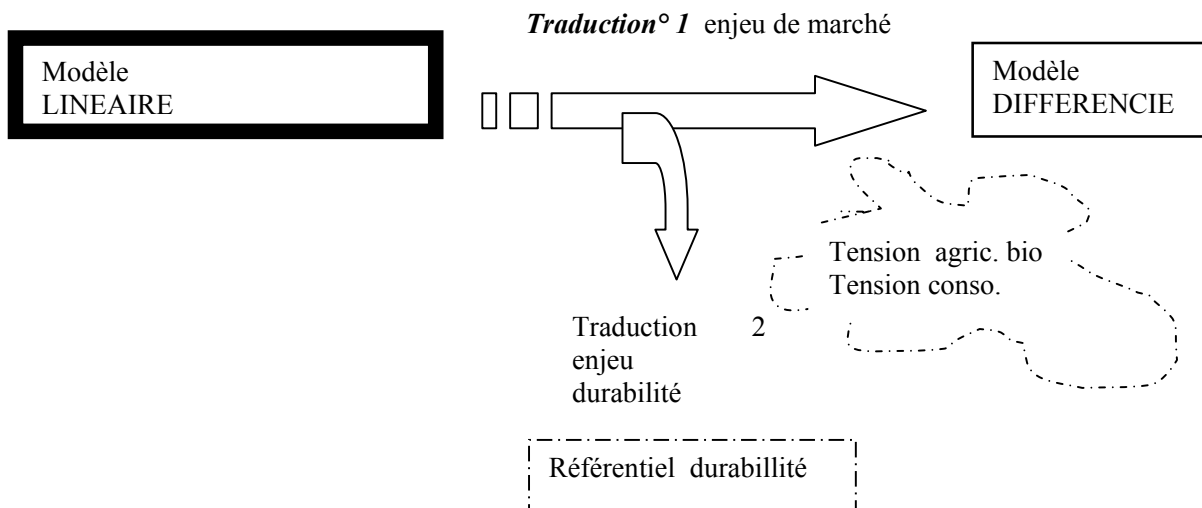 Traduction° 1 enjeu de marché
Modèle
LINEAIRE
Modèle
DIFFERENCIE
Tension agric. bio
Tension conso.
Traduction 2
enjeu
durabilité
Référentiel durabillité